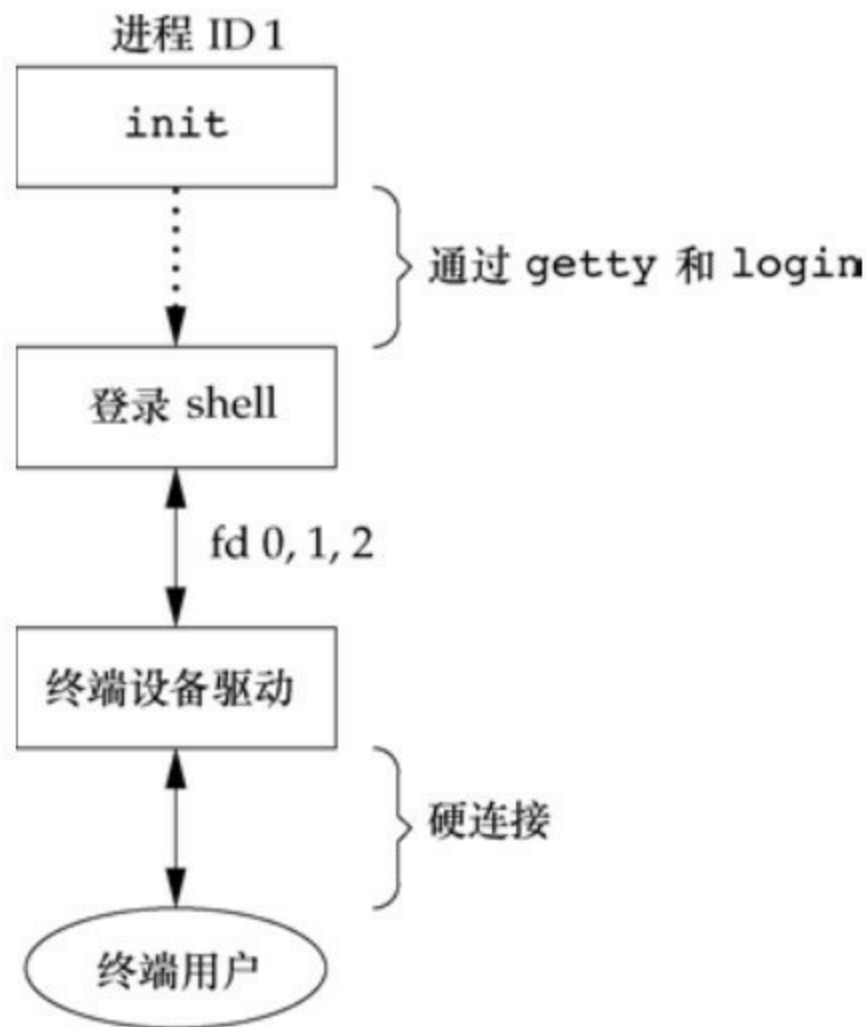 进程 ID 1
init
通过 getty 和 login
登录 shell
fd 0, 1, 2
终端设备驱动
硬连接
终端用户